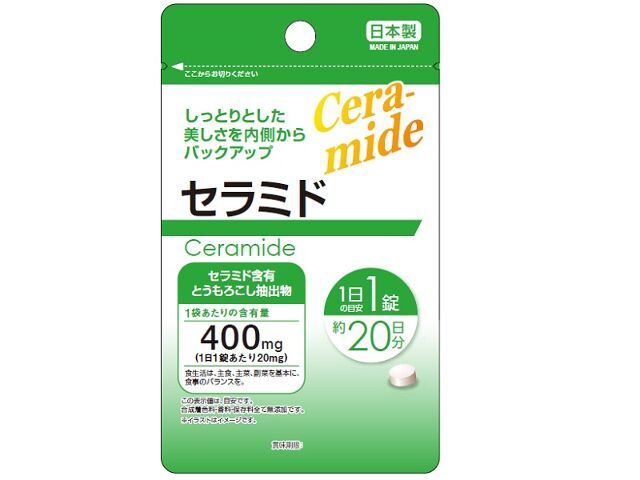 日本製
MADE IN JAPAN
ここからお切りください
しっとりとした
美しさを内側から
バックアップ
Cera-
mide
セラミド
Ceramide
セラミド含有
とうもろこし抽出物
1袋あたりの含有量
400mg
(1日1錠あたり20mg)
食生活は、主食、主菜、副菜を基本に、
食事のバランスを。
この表示値は、目安です。
合成着色料・香料・保存料全て無添加です。
※イラストはイメージです。
1日の目安1錠
約20日分
賞味期限: